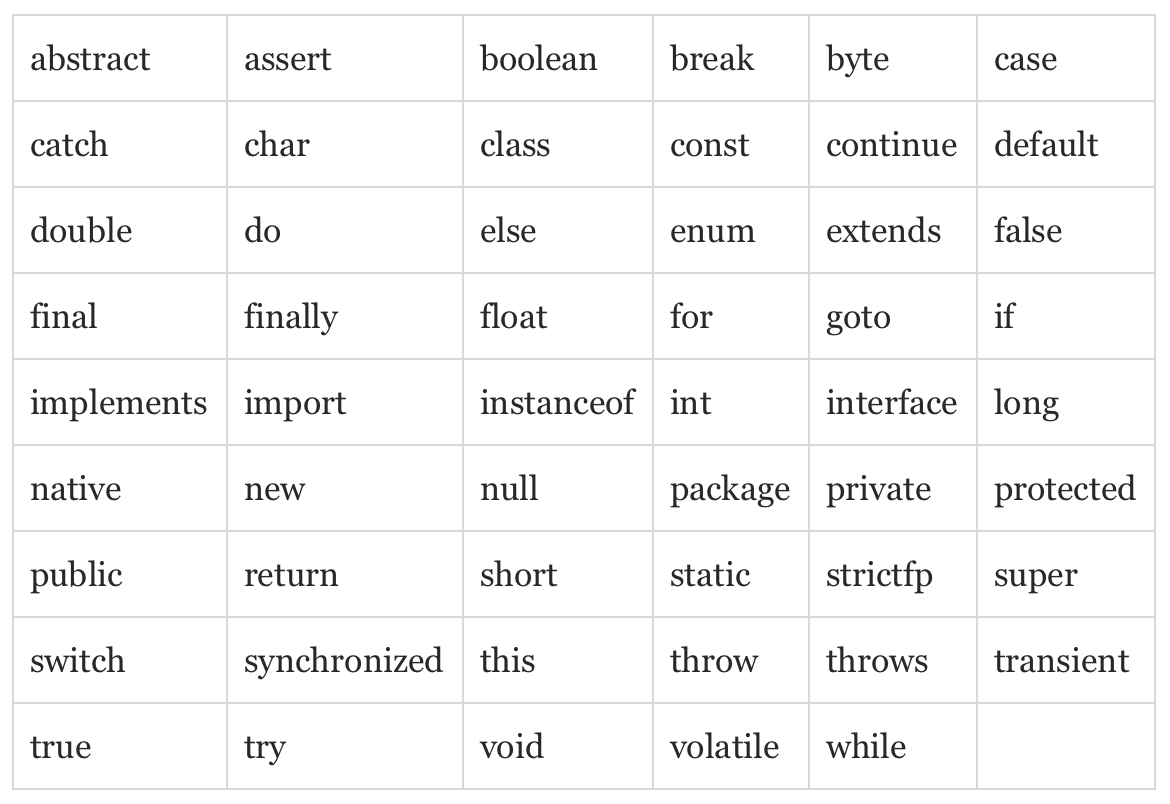 abstract assert boolean break byte case
catch char class const continue default
double do else enum extends false
final finally float for goto if
implements import instanceof int interface long
native new null package private protected
public return short static strictfp super
switch synchronized this throw throws transient
true try void volatile while